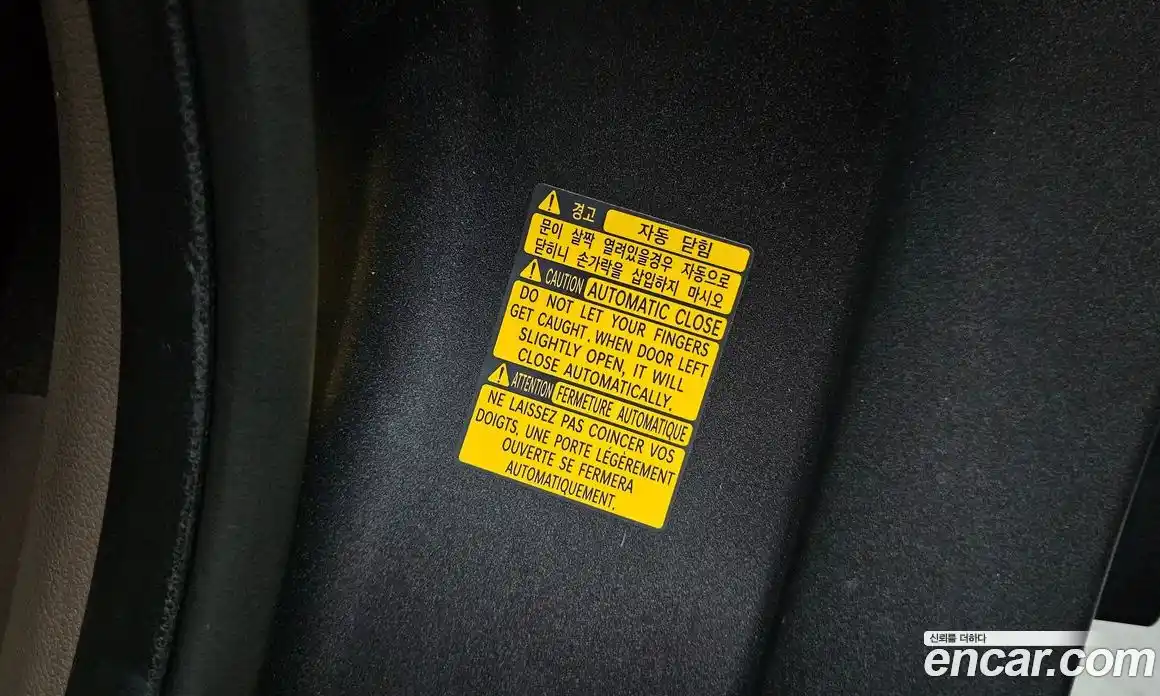 경고 자동 닫힘
문이 살짝 열려있을경우 자동으로
닫히니 손가락을 삽입하지 마시오
CAUTION AUTOMATIC CLOSE
DO NOT LET YOUR FINGERS
GET CAUGHT. WHEN DOOR LEFT
SLIGHTLY OPEN, IT WILL
CLOSE AUTOMATICALLY.
ATTENTION FERMETURE AUTOMATIQUE
NE LAISSEZ PAS COINCER VOS
DOIGTS, UNE PORTE LÉGÈREMENT
OUVERTE SE FERMERA
AUTOMATIQUEMENT.
신뢰를 더하다
encar.com